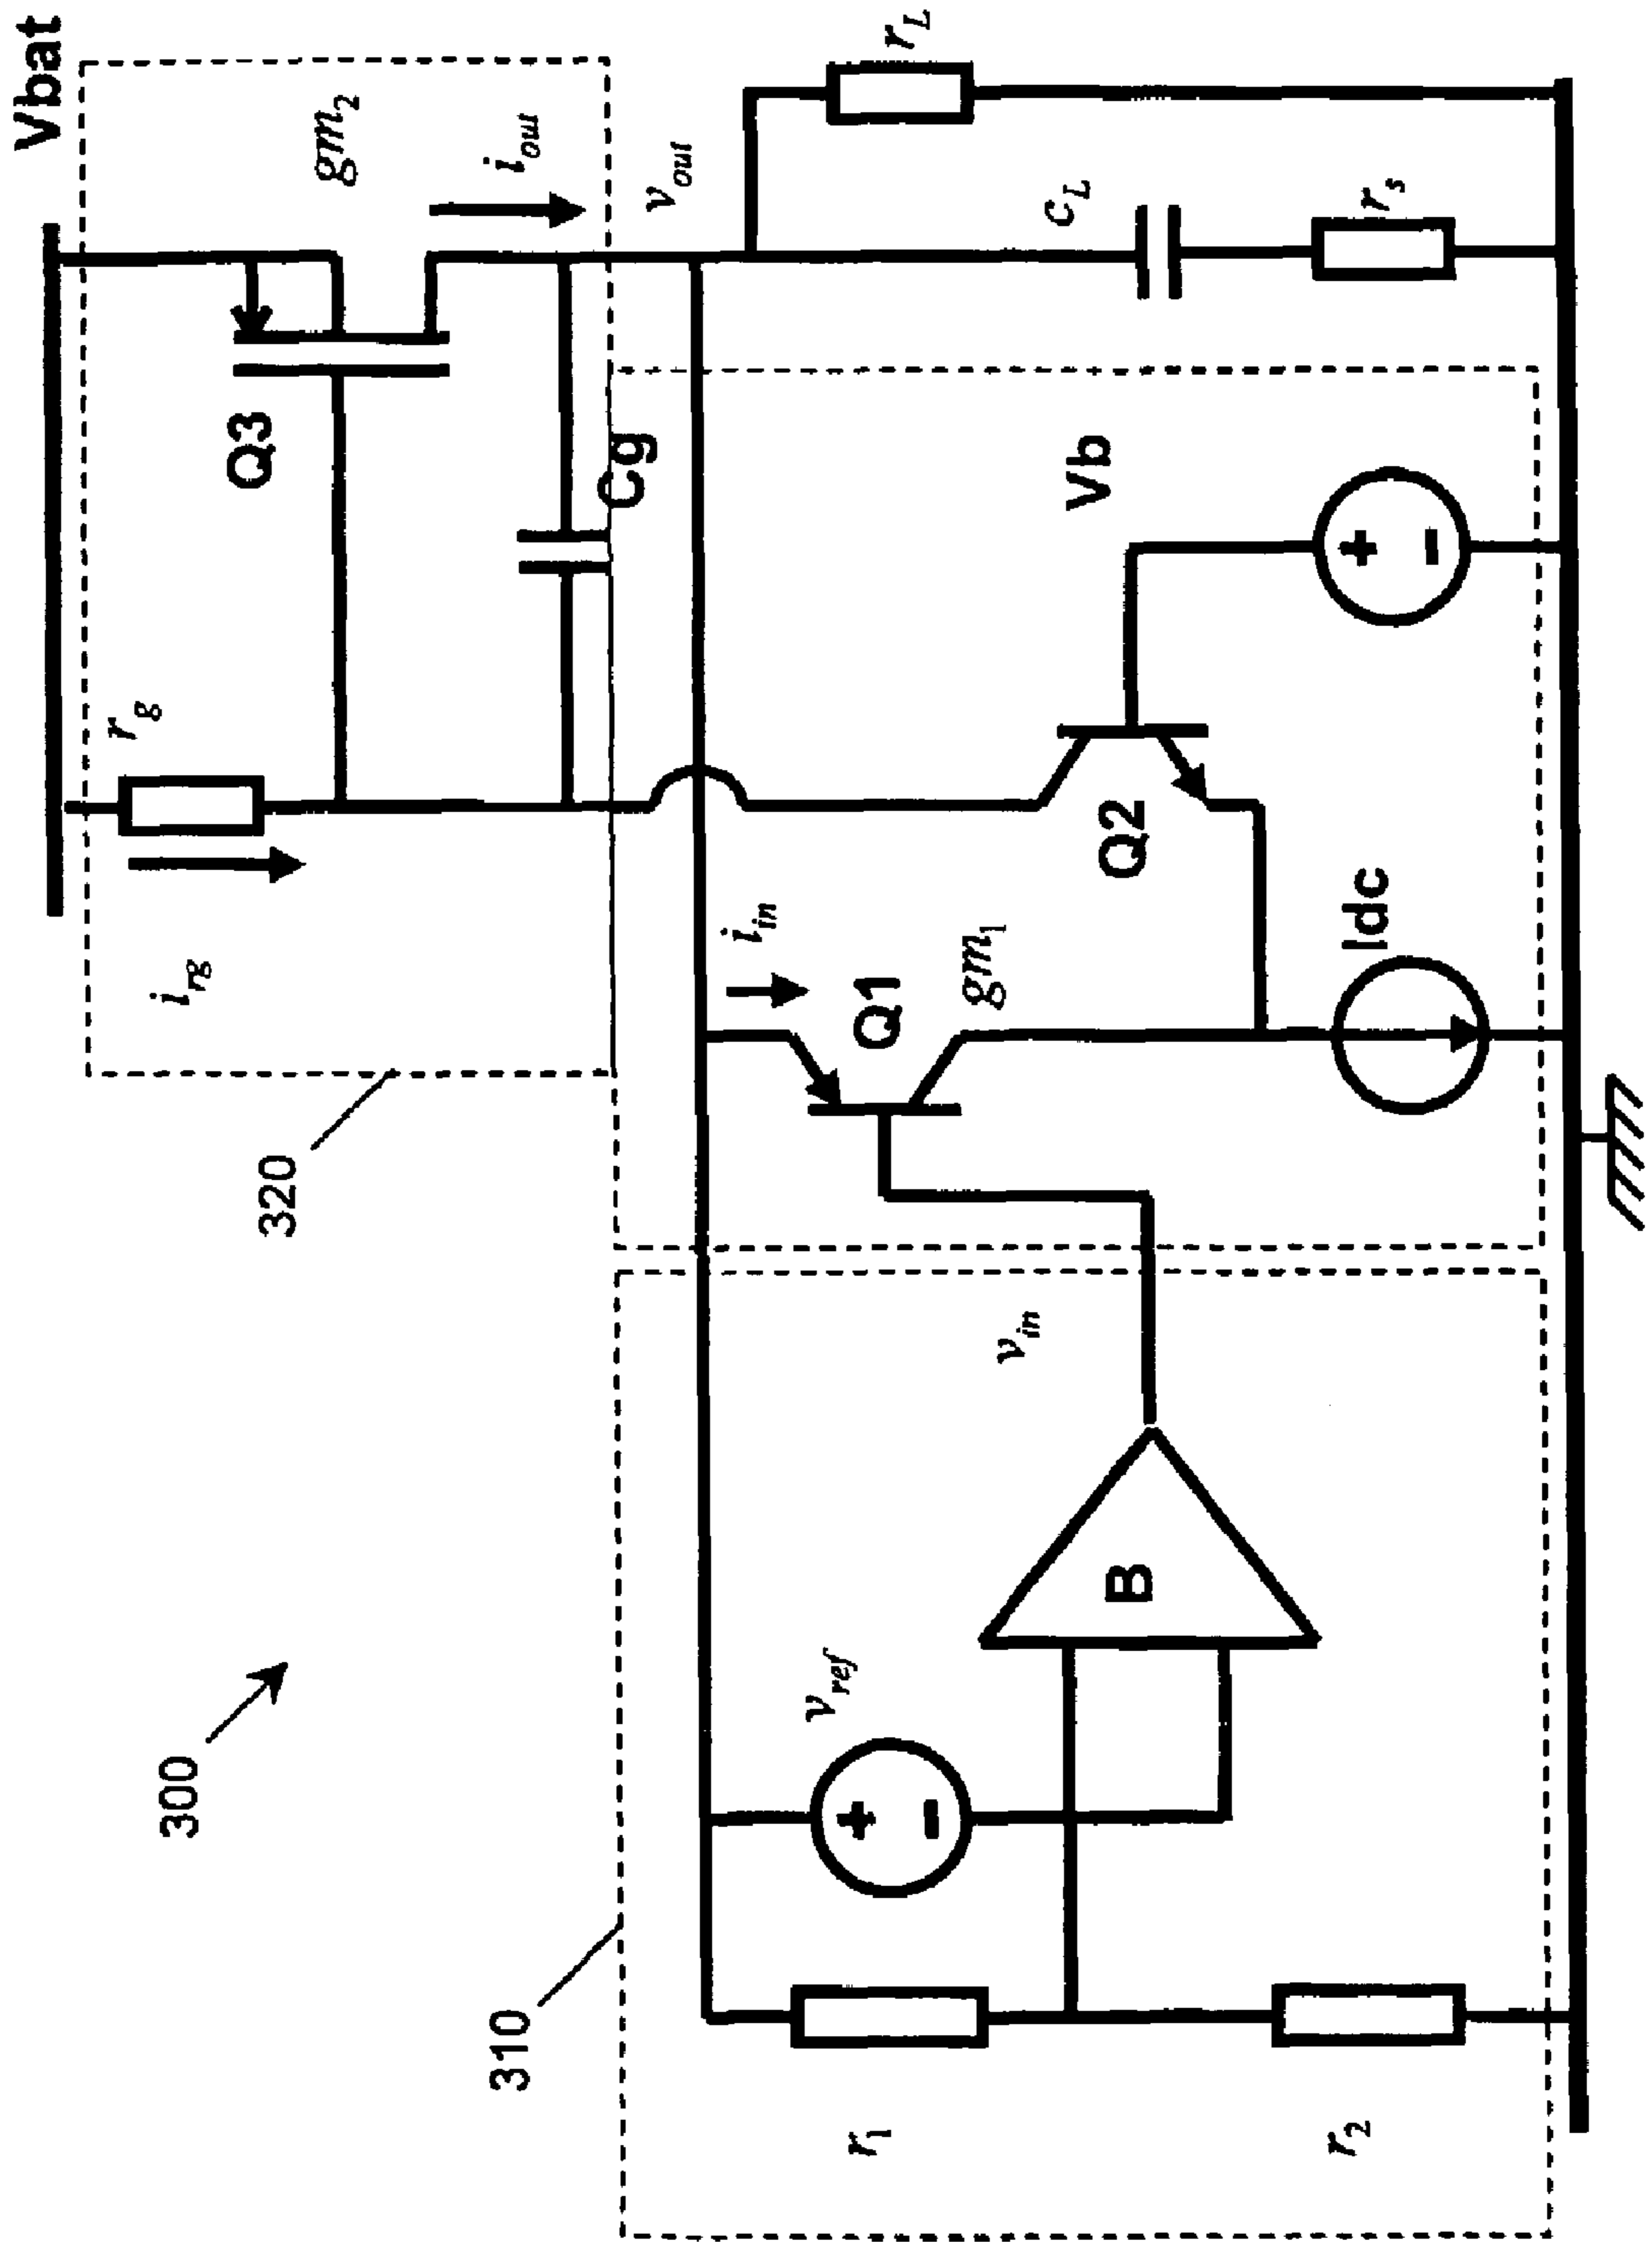 Vbat
gm2
iout
rg
irg
Q3
Cg
vout
rL
cL
rs
320
iin
Q1
gm1
Q2
Vb
Idc
300
310
vref
vin
B
r1
r2
+
-
+
-